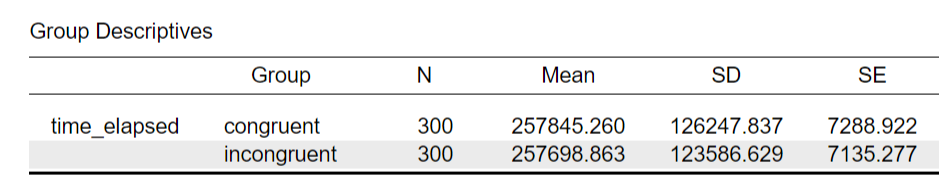 Group Descriptives
Group N Mean SD SE
time_elapsed congruent 300 257845.260 126247.837 7288.922
incongruent 300 257698.863 123586.629 7135.277